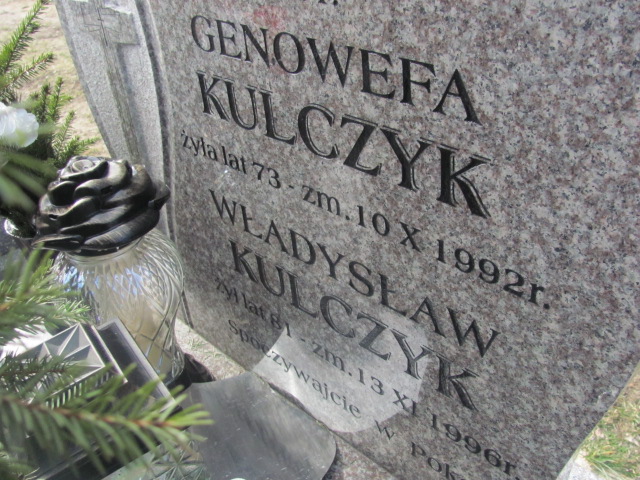 GENOWEFA
KULCZYK
żyła lat 73 - zm. 10 X 1992r.
WŁADYSŁAW
KULCZYK
żył lat 81 - zm. 13 XI 1996r.
Spoczywajcie w